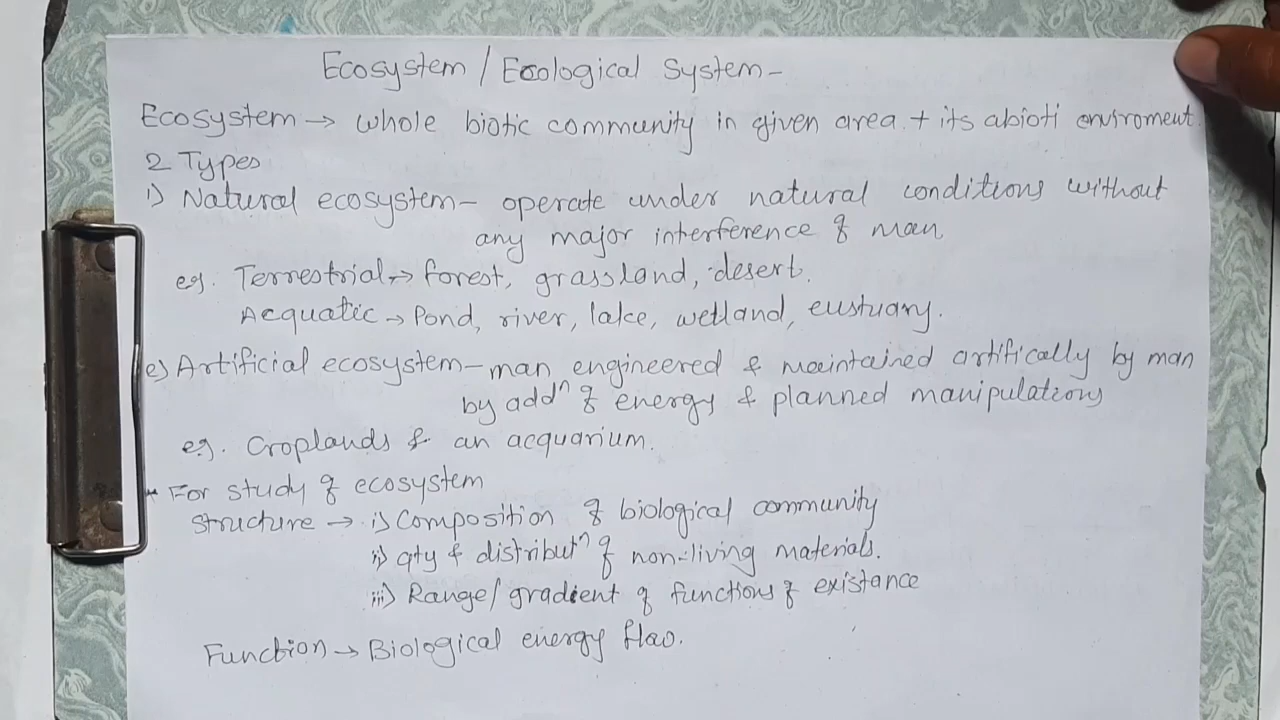 Ecosystem / Ecological System -
Ecosystem → whole biotic community in given area + its abioti enviroment.
2 Types
i) Natural ecosystem - operate under natural conditions without
any major interference of man
eg. Terrestrial → forest, grassland, desert.
Acquatic → Pond, river, lake, wetland, eustuary.
2) Artificial ecosystem - man engineered & maintained artifically by man
by addⁿ of energy & planned manipulations
eg. Croplands & an acquarium.
* For study of ecosystem
Structure → i) Composition of biological community
ii) qty & distributⁿ of non-living materials.
iii) Range/gradient of functions of existance
Function → Biological energy flao.